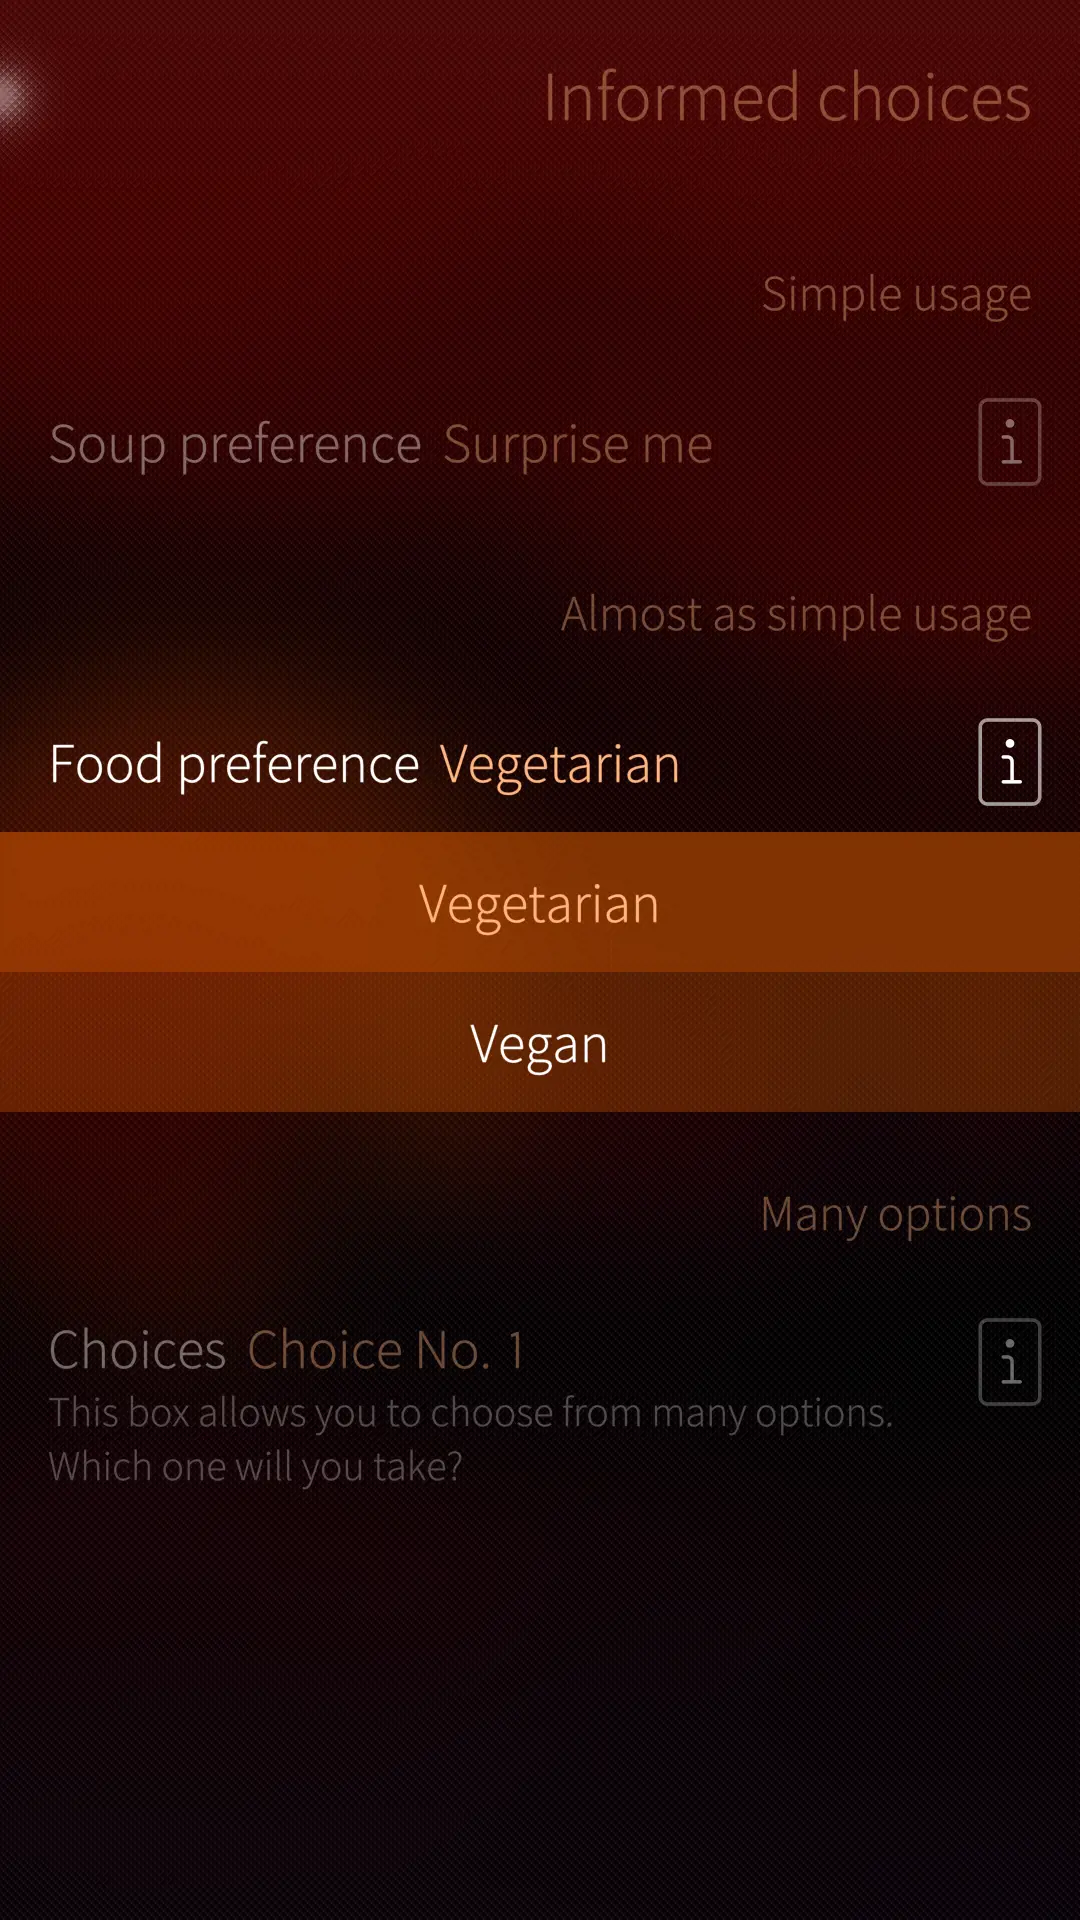 Informed choices
Simple usage
Soup preference Surprise me
i
Almost as simple usage
Food preference Vegetarian
i
Vegetarian
Vegan
Many options
Choices Choice No. 1
i
This box allows you to choose from many options.
Which one will you take?